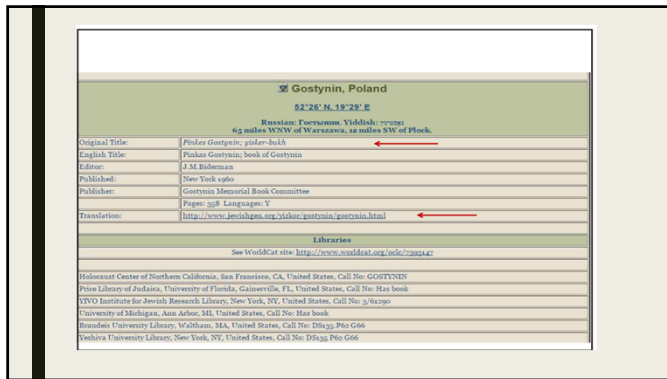 Gostynin, Poland
52°26' N, 19°29' E
Russian: Гостынин. Yiddish:
65 miles WNW of Warszawa, 12 miles SW of Plock.
Original Title: Pinkes Gostynin; yisker-bukh
English Title: Pinkas Gostynin; book of Gostynin
Editor: J.M.Biderman
Published: New York 1960
Publisher: Gostynin Memorial Book Committee
Pages: 358 Languages: Y
Translation: http://www.jewishgen.org/yizkor/gostynin/gostynin.html
Libraries
See WorldCat site: http://www.worldcat.org/oclc/7393147
Holocaust Center of Northern California, San Francisco, CA, United States, Call No: GOSTYNIN
Price Library of Judaica, University of Florida, Gainesville, FL, United States, Call No: Has book
YIVO Institute for Jewish Research Library, New York, NY, United States, Call No: 3/61290
University of Michigan, Ann Arbor, MI, United States, Call No: Has book
Brandeis University Library, Waltham, MA, United States, Call No: DS135.P62 G66
Yeshiva University Library, New York, NY, United States, Call No: DS135 P62 G66